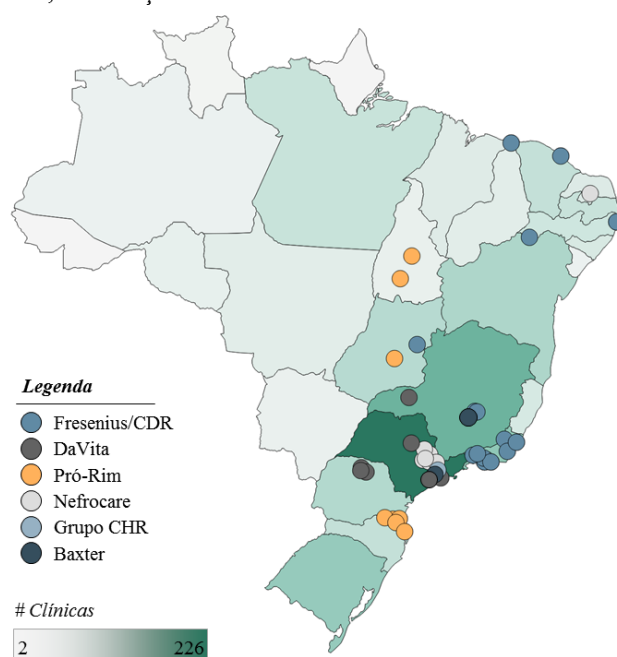 Legenda
Fresenius/CDR
DaVita
Pró-Rim
Nefrocare
Grupo CHR
Baxter
# Clínicas
2 226